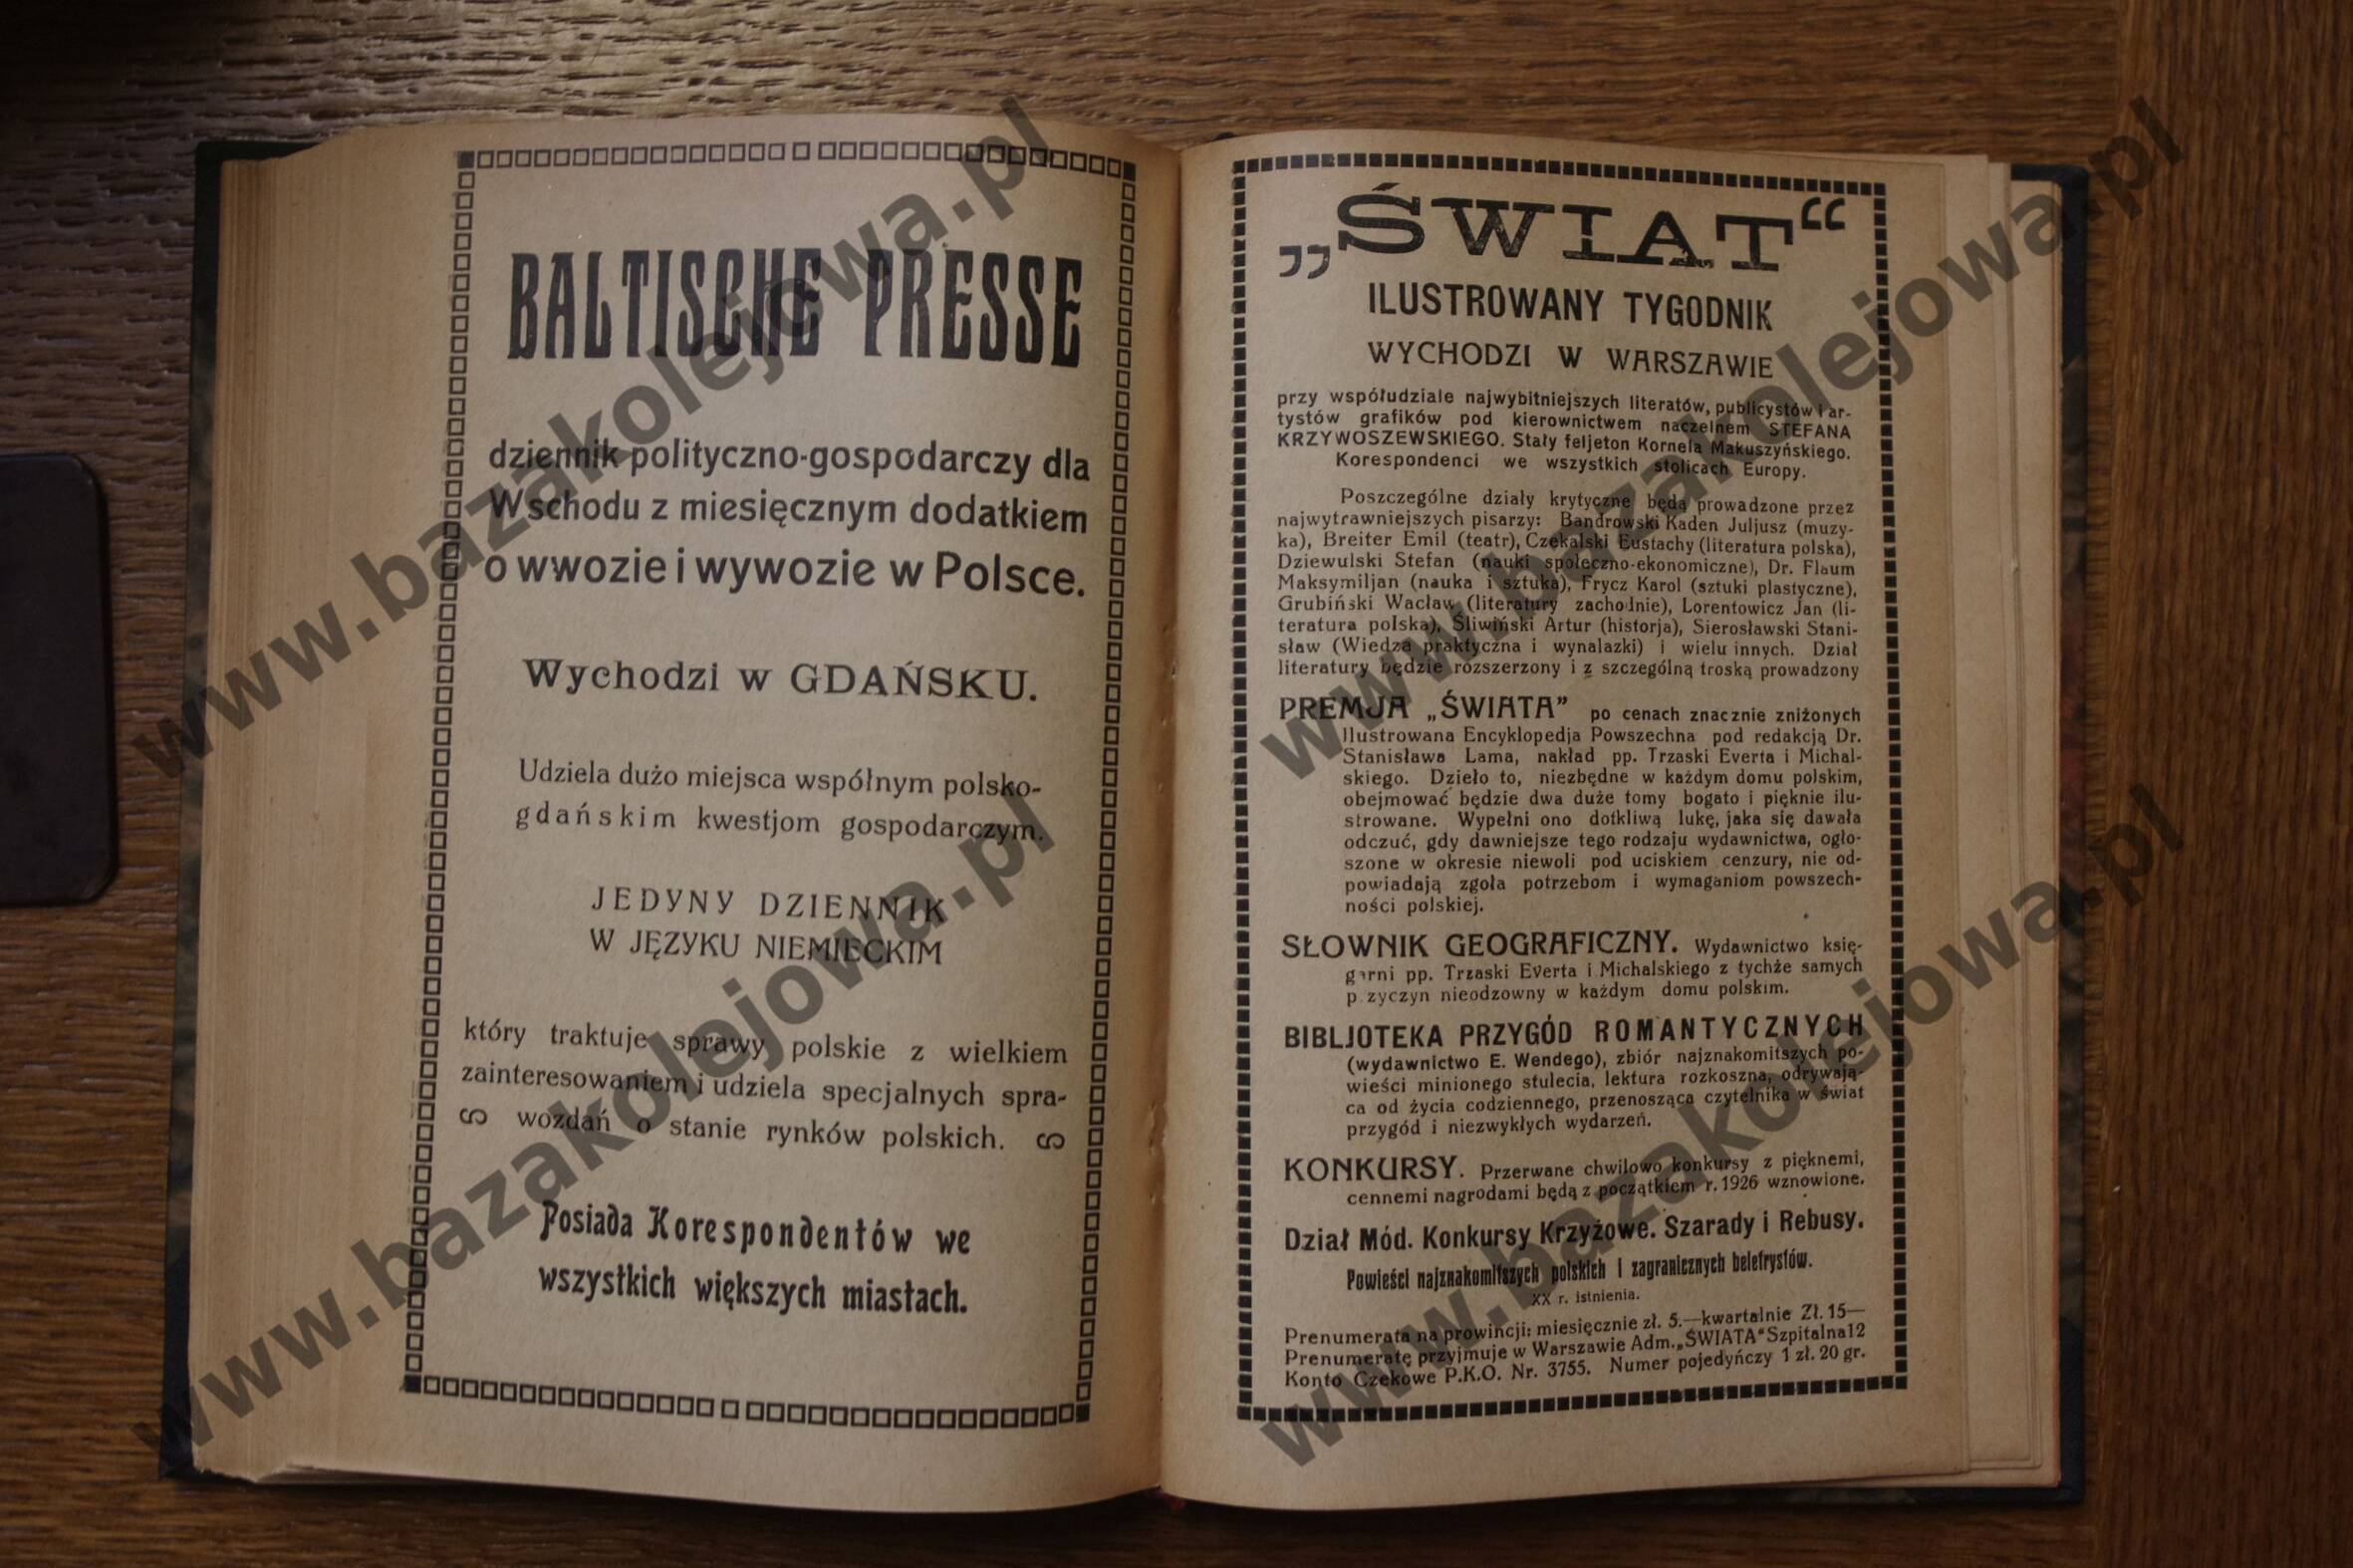 BALTISCHE PRESSE
dziennik polityczno-gospodarczy dla
Wschodu z miesięcznym dodatkiem
o wwozie i wywozie w Polsce.
Wychodzi w GDAŃSKU.
Udziela dużo miejsca wspólnym polsko-
gdańskim kwestjom gospodarczym.
JEDYNY DZIENNIK
W JĘZYKU NIEMIECKIM
który traktuje sprawy polskie z wielkiem
zainteresowaniem i udziela specjalnych spra-
wozdań o stanie rynków polskich.
Posiada Korespondentów we
wszystkich większych miastach.
„ŚWIAT“
ILUSTROWANY TYGODNIK
WYCHODZI W WARSZAWIE
przy współudziale najwybitniejszych literatów, publicystów i ar-
tystów grafików pod kierownictwem naczelnem STEFANA
KRZYWOSZEWSKIEGO. Stały feljeton Kornela Makuszyńskiego.
Korespondenci we wszystkich stolicach Europy.
Poszczególne działy krytyczne będą prowadzone przez
najwytrawniejszych pisarzy: Bandrowski Kaden Juljusz (muzy-
ka), Breiter Emil (teatr), Czekalski Eustachy (literatura polska),
Dziewulski Stefan (nauki społeczno-ekonomiczne), Dr. Flaum
Maksymiljan (nauka i sztuka), Frycz Karol (sztuki plastyczne),
Grubiński Wacław (literatury zachodnie), Lorentowicz Jan (li-
teratura polska), Śliwiński Artur (historja), Sierosławski Stani-
sław (Wiedza praktyczna i wynalazki) i wielu innych. Dział
literatury będzie rozszerzony i z szczególną troską prowadzony
PREMJA „ŚWIATA” po cenach znacznie zniżonych
Ilustrowana Encyklopedja Powszechna pod redakcją Dr.
Stanisława Lama, nakład pp. Trzaski Everta i Michal-
skiego. Dzieło to, niezbędne w każdym domu polskim,
obejmować będzie dwa duże tomy bogato i pięknie ilu-
strowane. Wypełni ono dotkliwą lukę, jaka się dawała
odczuć, gdy dawniejsze tego rodzaju wydawnictwa, ogło-
szone w okresie niewoli pod uciskiem cenzury, nie od-
powiadają zgoła potrzebom i wymaganiom powszech-
ności polskiej.
SŁOWNIK GEOGRAFICZNY. Wydawnictwo księ-
garni pp. Trzaski Everta i Michalskiego z tychże samych
p.zyczyn nieodzowny w każdym domu polskim.
BIBLJOTEKA PRZYGÓD ROMANTYCZNYCH
(wydawnictwo E. Wendego), zbiór najznakomitszych po-
wieści minionego stulecia, lektura rozkoszna, odrywają-
ca od życia codziennego, przenosząca czytelnika w świat
przygód i niezwykłych wydarzeń.
KONKURSY. Przerwane chwilowo konkursy z pięknemi,
cennemi nagrodami będą z początkiem r. 1926 wznowione.
Dział Mód. Konkursy Krzyżowe. Szarady i Rebusy.
Powieści najznakomitszych polskich i zagranicznych beletrystów.
XX r. istnienia.
Prenumerata na prowincji: miesięcznie zł. 5.—kwartalnie Zł. 15—
Prenumeratę przyjmuje w Warszawie Adm. „ŚWIATA“ Szpitalna 12
Konto Czekowe P.K.O. Nr. 3755. Numer pojedyńczy 1 zł. 20 gr.
www.bazakolejowa.pl
www.bazakolejowa.pl
www.bazakolejowa.pl
www.bazakolejowa.pl